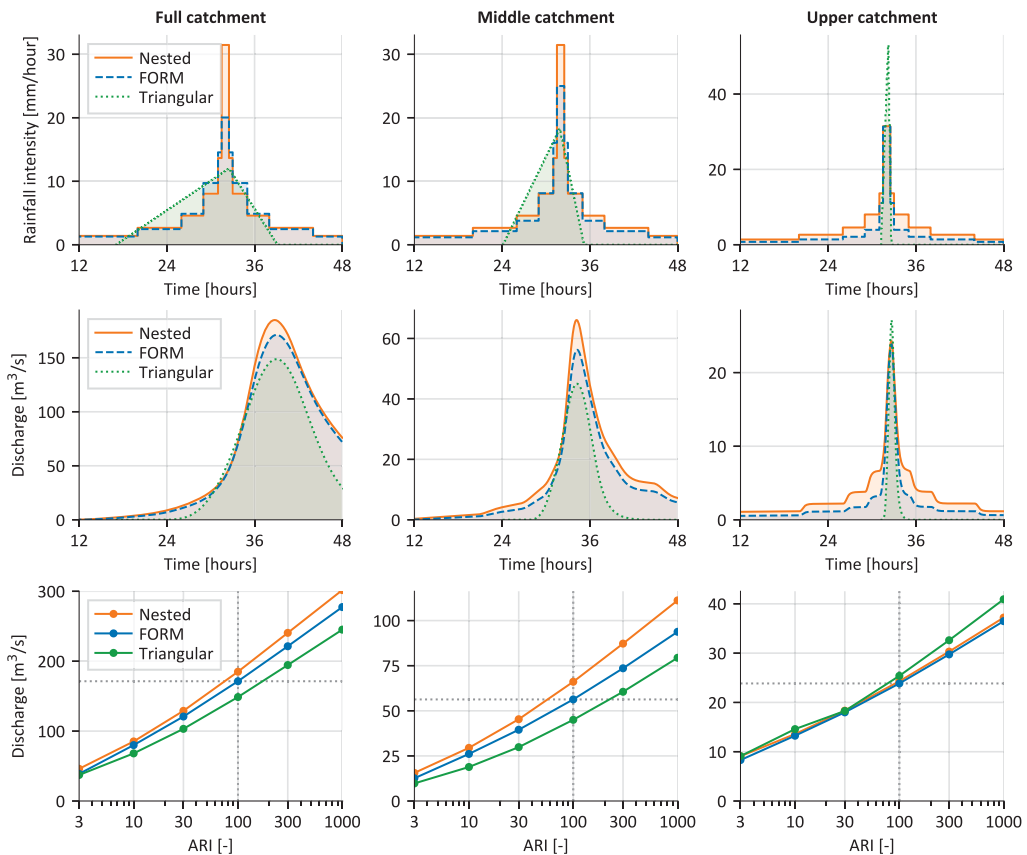 Full catchment
Middle catchment
Upper catchment
Rainfall intensity [mm/hour]
30
20
10
0
Nested
FORM
Triangular
12 24 36 48
Time [hours]
30
20
10
0
12 24 36 48
Time [hours]
40
20
0
12 24 36 48
Time [hours]
Discharge [m³/s]
150
100
50
0
Nested
FORM
Triangular
12 24 36 48
Time [hours]
60
40
20
0
12 24 36 48
Time [hours]
20
10
0
12 24 36 48
Time [hours]
Discharge [m³/s]
300
200
100
0
Nested
FORM
Triangular
3 10 30 100 300 1000
ARI [-]
100
75
50
25
0
3 10 30 100 300 1000
ARI [-]
40
30
20
10
0
3 10 30 100 300 1000
ARI [-]